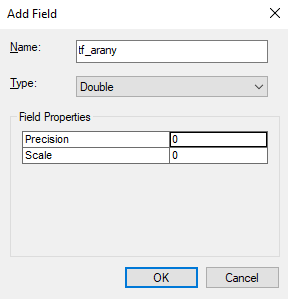 Add Field
Name: tf_arany
Type: Double
Field Properties
Precision 0
Scale 0
OK Cancel